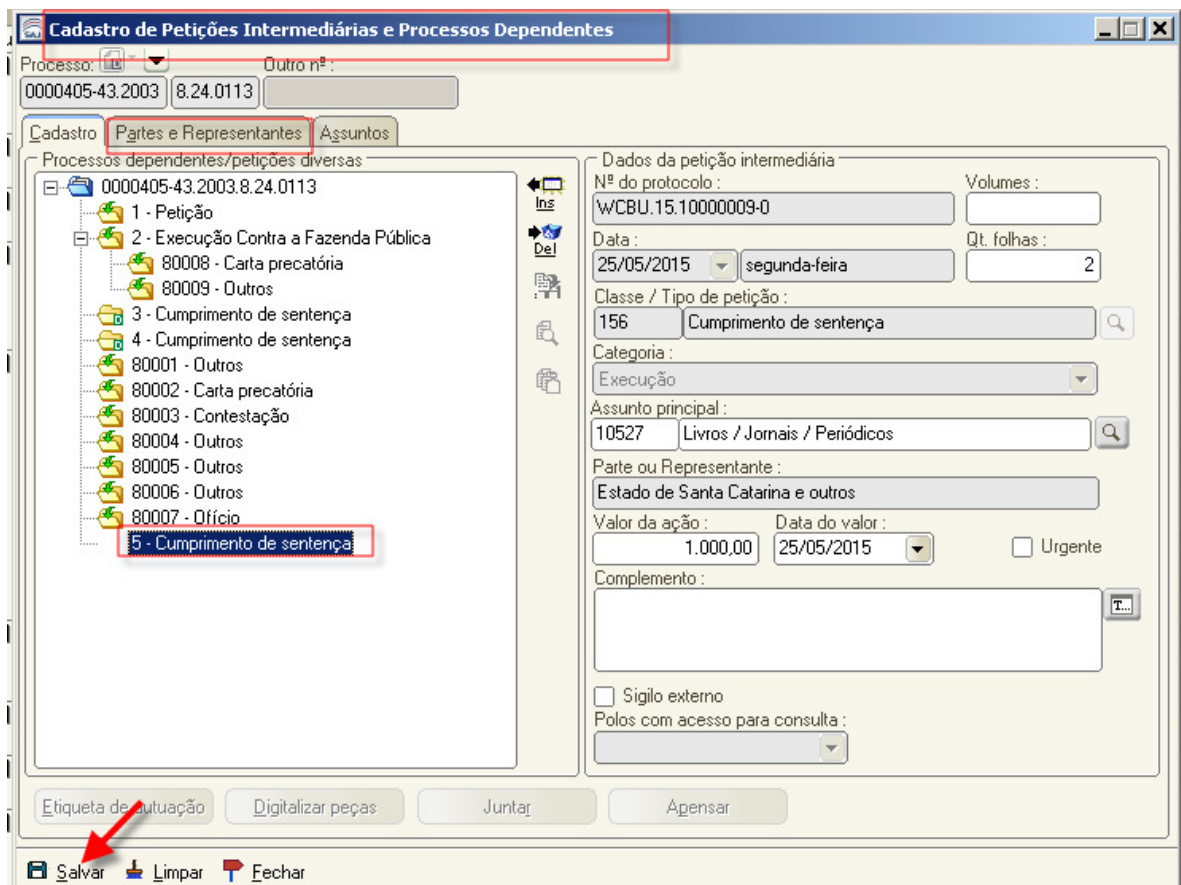 Cadastro de Petições Intermediárias e Processos Dependentes
Processo: Outro nº :
0000405-43.2003 8.24.0113
Cadastro Partes e Representantes Assuntos
Processos dependentes/petições diversas
0000405-43.2003.8.24.0113
1 - Petição
2 - Execução Contra a Fazenda Pública
80008 - Carta precatória
80009 - Outros
3 - Cumprimento de sentença
4 - Cumprimento de sentença
80001 - Outros
80002 - Carta precatória
80003 - Contestação
80004 - Outros
80005 - Outros
80006 - Outros
80007 - Ofício
5 - Cumprimento de sentença
Ins
Del
Dados da petição intermediária
Nº do protocolo : Volumes :
WCBU.15.10000009-0
Data : Qt. folhas :
25/05/2015 segunda-feira 2
Classe / Tipo de petição :
156 Cumprimento de sentença
Categoria :
Execução
Assunto principal :
10527 Livros / Jornais / Periódicos
Parte ou Representante :
Estado de Santa Catarina e outros
Valor da ação : Data do valor :
1.000,00 25/05/2015 Urgente
Complemento :
T...
Sigilo externo
Polos com acesso para consulta :
Etiqueta de autuação Digitalizar peças Juntar Apensar
Salvar Limpar Fechar